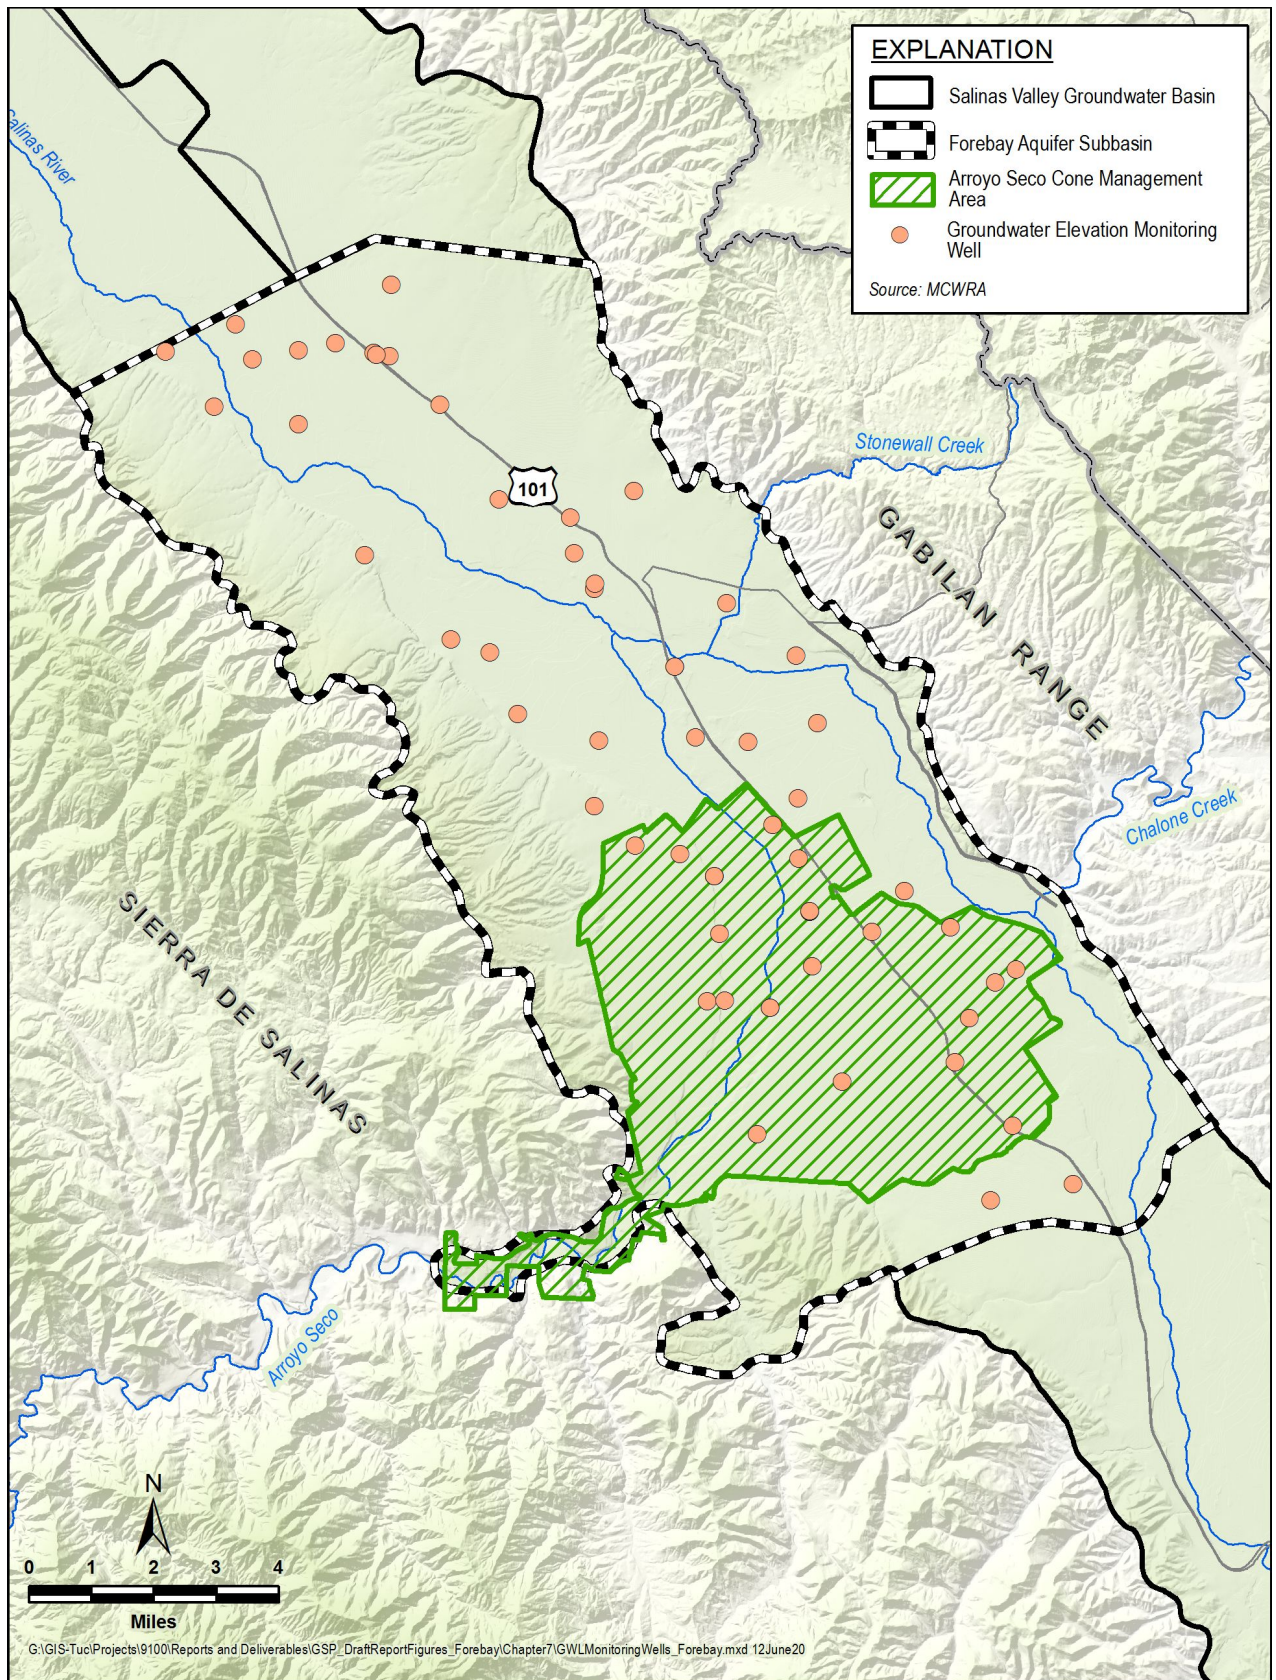 EXPLANATION
Salinas Valley Groundwater Basin
Forebay Aquifer Subbasin
Arroyo Seco Cone Management
Area
Groundwater Elevation Monitoring
Well
Source: MCWRA
Salinas River
Stonewall Creek
101
GABILAN RANGE
Chalone Creek
SIERRA DE SALINAS
Arroyo Seco
N
0 1 2 3 4
Miles
G:\GIS-Tuc\Projects\9100\Reports and Deliverables\GSP_DraftReportFigures_Forebay\Chapter7\GWLMonitoringWells_Forebay.mxd 12June20